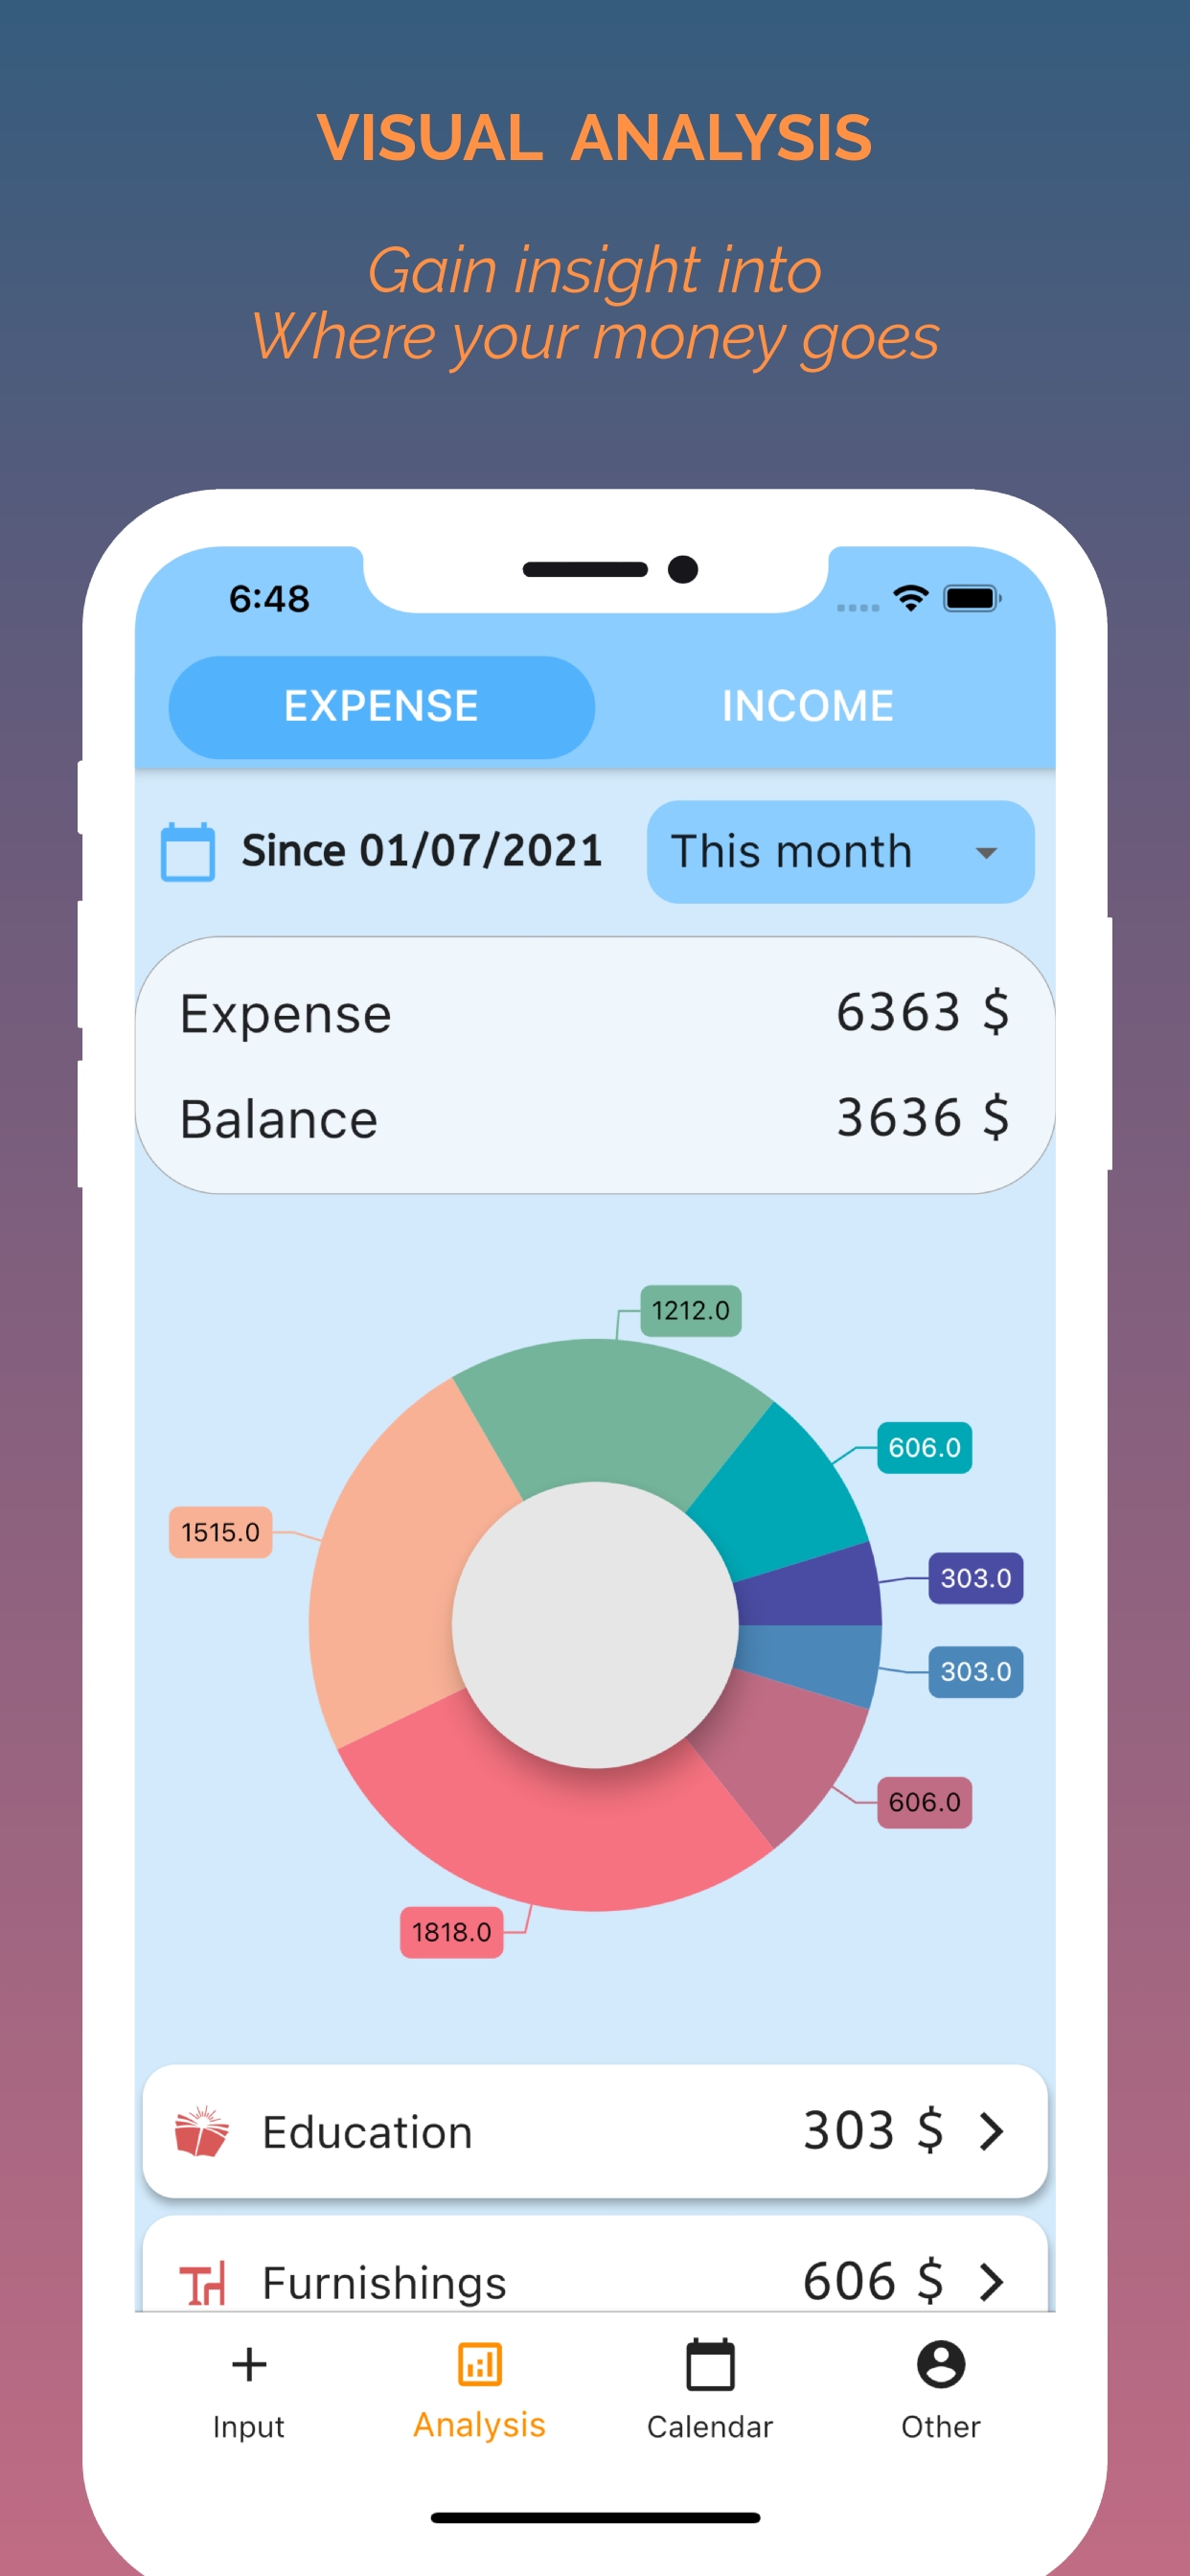 VISUAL ANALYSIS
Gain insight into
Where your money goes
6:48
EXPENSE INCOME
Since 01/07/2021 This month
Expense 6363 $
Balance 3636 $
1212.0
606.0
1515.0
303.0
303.0
606.0
1818.0
Education 303 $
Furnishings 606 $
Input Analysis Calendar Other